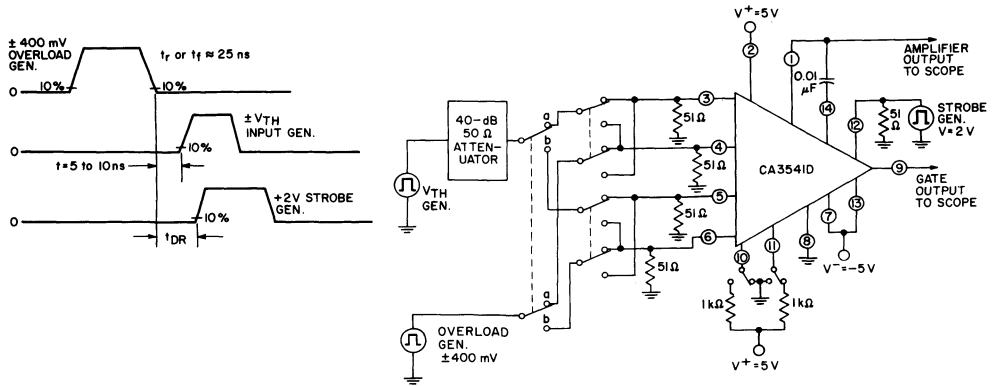 ± 400 mV
OVERLOAD
GEN.
tr or tf ≈ 25 ns
O
10%
10%
±VTH
INPUT GEN.
10%
O
t=5 to 10ns
+2V STROBE
GEN.
10%
O
tDR
40-dB
50 Ω
ATTEN-
UATOR
VTH
GEN.
a
b
a
b
OVERLOAD
GEN.
±400 mV
V+=5V
2
1
AMPLIFIER
OUTPUT
TO SCOPE
0.01
μF
14
3
51Ω
4
51Ω
5
51Ω
6
51Ω
CA3541D
12
51
Ω
STROBE
GEN.
V=2V
9
GATE
OUTPUT
TO SCOPE
7
13
8
10
11
V-=-5V
1kΩ
1kΩ
V+=5V